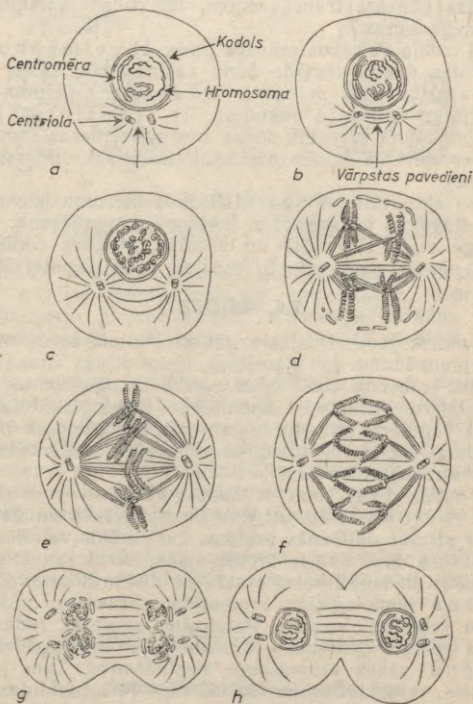 Kodols
Centromēra
Hromosoma
Centriola
a
b
Vārpstas pavedieni
c
d
e
f
g
h